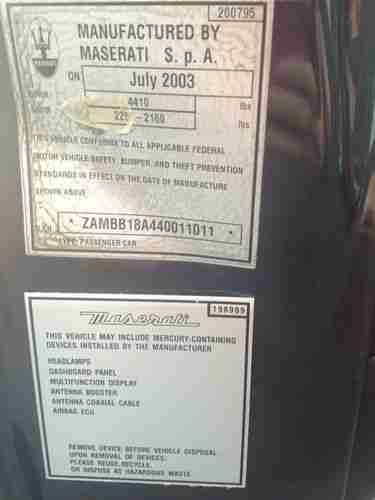 200795
MANUFACTURED BY
MASERATI S.p.A.
MASERATI
ON July 2003
4410 lbs
2160 lbs
THIS VEHICLE CONFORMS TO ALL APPLICABLE FEDERAL
MOTOR VEHICLE SAFETY, BUMPER, AND THEFT PREVENTION
STANDARDS IN EFFECT ON THE DATE OF MANUFACTURE
SHOWN ABOVE
* ZAMBB18A440011011 *
TYPE: PASSENGER CAR
198999
Maserati
THIS VEHICLE MAY INCLUDE MERCURY-CONTAINING
DEVICES INSTALLED BY THE MANUFACTURER
HEADLAMPS
DASHBOARD PANEL
MULTIFUNCTION DISPLAY
ANTENNA BOOSTER
ANTENNA COAXIAL CABLE
AIRBAG ECU
REMOVE DEVICE BEFORE VEHICLE DISPOSAL
UPON REMOVAL OF DEVICES:
PLEASE REUSE, RECYCLE,
OR DISPOSE AS HAZARDOUS WASTE